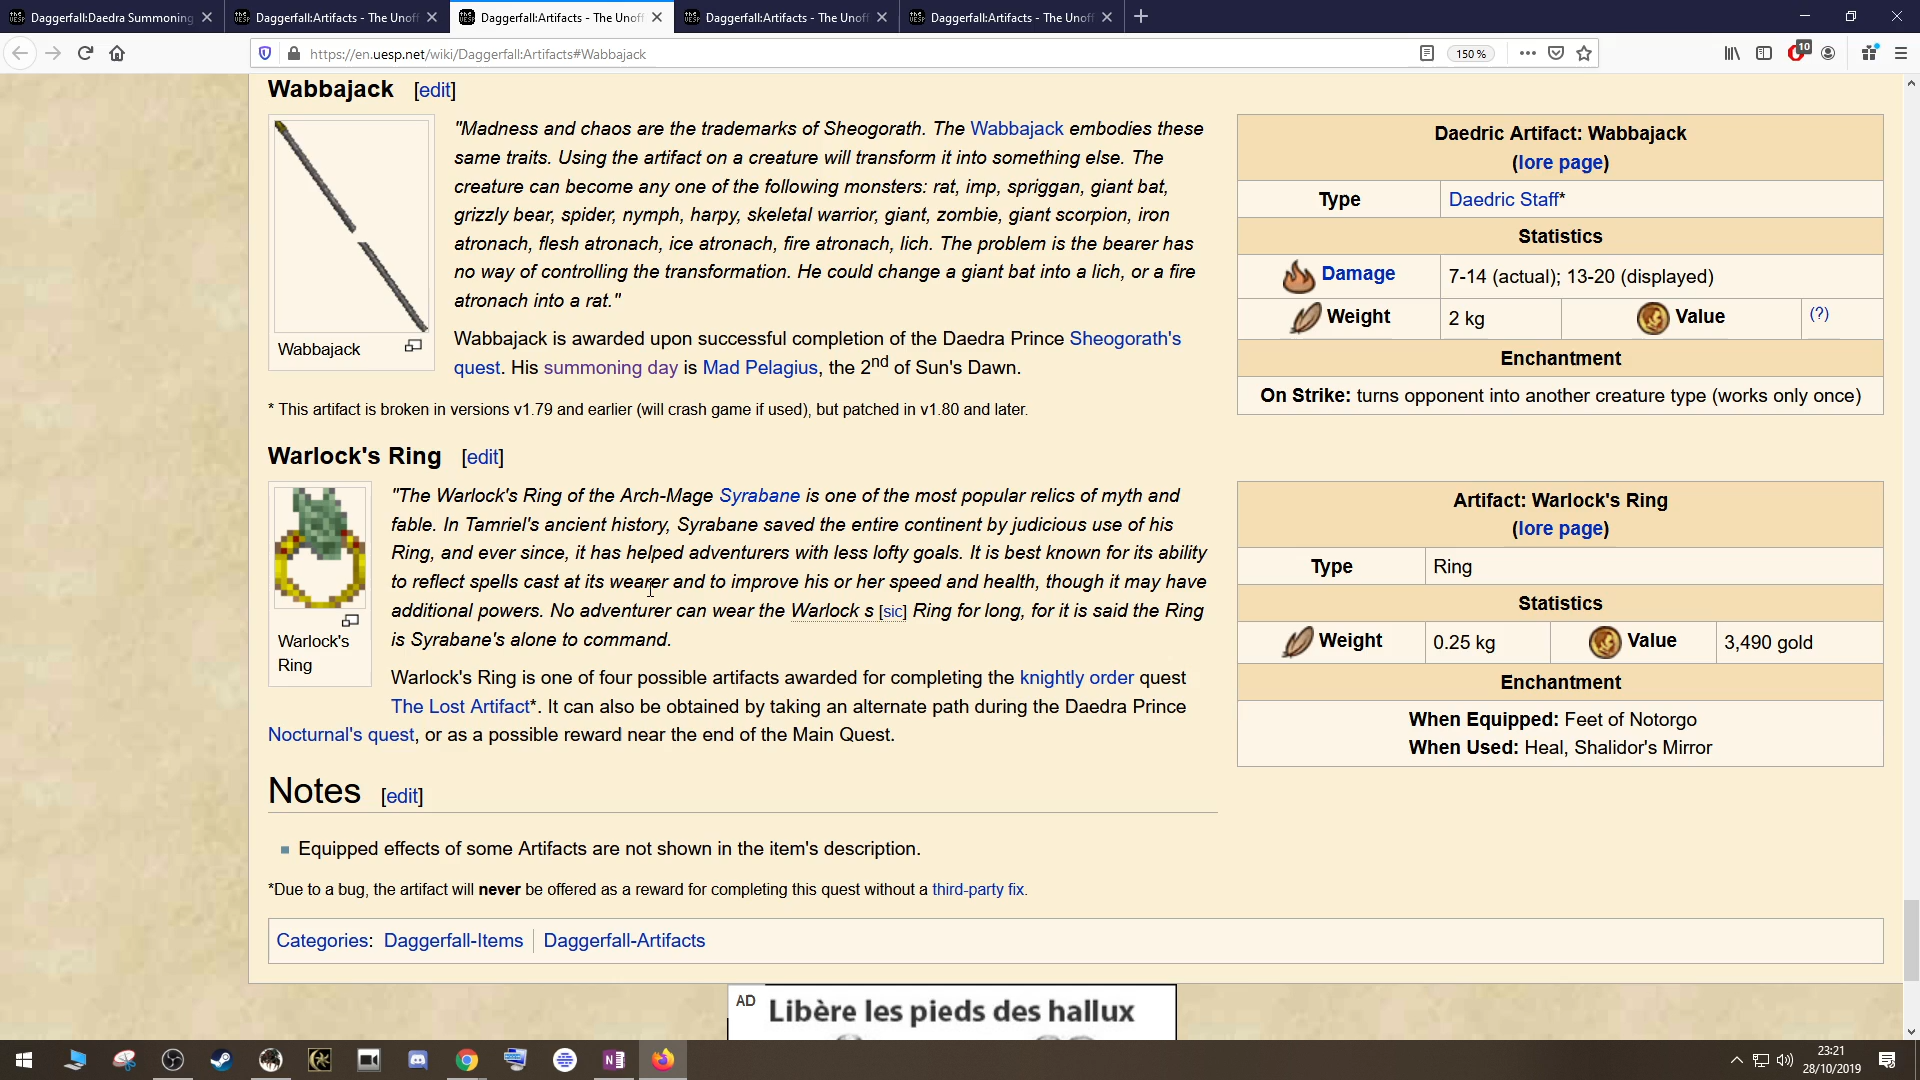 Daggerfall:Daedra Summoning
Daggerfall:Artifacts - The Unoff
Daggerfall:Artifacts - The Unoff
Daggerfall:Artifacts - The Unoff
Daggerfall:Artifacts - The Unoff
https://en.uesp.net/wiki/Daggerfall:Artifacts#Wabbajack
150 %
10
Wabbajack [edit]
"Madness and chaos are the trademarks of Sheogorath. The Wabbajack embodies these
same traits. Using the artifact on a creature will transform it into something else. The
creature can become any one of the following monsters: rat, imp, spriggan, giant bat,
grizzly bear, spider, nymph, harpy, skeletal warrior, giant, zombie, giant scorpion, iron
atronach, flesh atronach, ice atronach, fire atronach, lich. The problem is the bearer has
no way of controlling the transformation. He could change a giant bat into a lich, or a fire
atronach into a rat."
Wabbajack
Wabbajack is awarded upon successful completion of the Daedra Prince Sheogorath's
quest. His summoning day is Mad Pelagius, the 2nd of Sun's Dawn.
* This artifact is broken in versions v1.79 and earlier (will crash game if used), but patched in v1.80 and later.
Daedric Artifact: Wabbajack
(lore page)
Type Daedric Staff*
Statistics
Damage 7-14 (actual); 13-20 (displayed)
Weight 2 kg Value (?)
Enchantment
On Strike: turns opponent into another creature type (works only once)
Warlock's Ring [edit]
"The Warlock's Ring of the Arch-Mage Syrabane is one of the most popular relics of myth and
fable. In Tamriel's ancient history, Syrabane saved the entire continent by judicious use of his
Ring, and ever since, it has helped adventurers with less lofty goals. It is best known for its ability
to reflect spells cast at its wearer and to improve his or her speed and health, though it may have
additional powers. No adventurer can wear the Warlock s [sic] Ring for long, for it is said the Ring
is Syrabane's alone to command.
Warlock's
Ring
Warlock's Ring is one of four possible artifacts awarded for completing the knightly order quest
The Lost Artifact*. It can also be obtained by taking an alternate path during the Daedra Prince
Nocturnal's quest, or as a possible reward near the end of the Main Quest.
Artifact: Warlock's Ring
(lore page)
Type Ring
Statistics
Weight 0.25 kg Value 3,490 gold
Enchantment
When Equipped: Feet of Notorgo
When Used: Heal, Shalidor's Mirror
Notes [edit]
Equipped effects of some Artifacts are not shown in the item's description.
*Due to a bug, the artifact will never be offered as a reward for completing this quest without a third-party fix.
Categories: Daggerfall-Items Daggerfall-Artifacts
AD Libère les pieds des hallux
23:21
28/10/2019